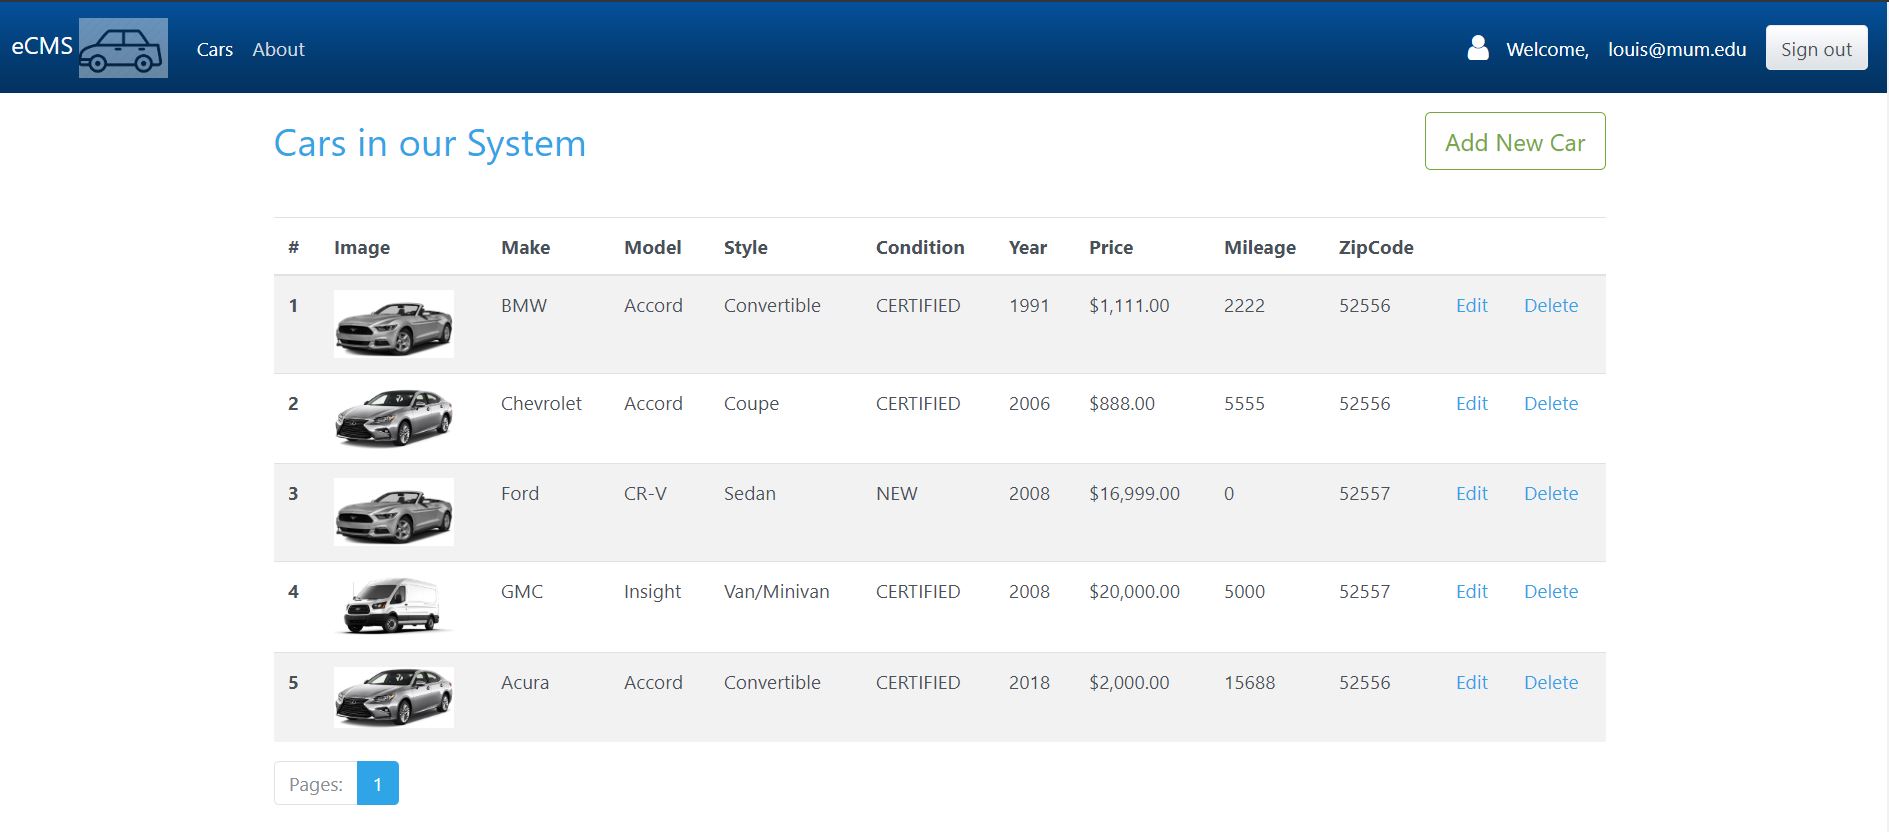 eCMS Cars About Welcome, louis@mum.edu Sign out
Cars in our System Add New Car
# Image Make Model Style Condition Year Price Mileage ZipCode
1 BMW Accord Convertible CERTIFIED 1991 $1,111.00 2222 52556 Edit Delete
2 Chevrolet Accord Coupe CERTIFIED 2006 $888.00 5555 52556 Edit Delete
3 Ford CR-V Sedan NEW 2008 $16,999.00 0 52557 Edit Delete
4 GMC Insight Van/Minivan CERTIFIED 2008 $20,000.00 5000 52557 Edit Delete
5 Acura Accord Convertible CERTIFIED 2018 $2,000.00 15688 52556 Edit Delete
Pages: 1